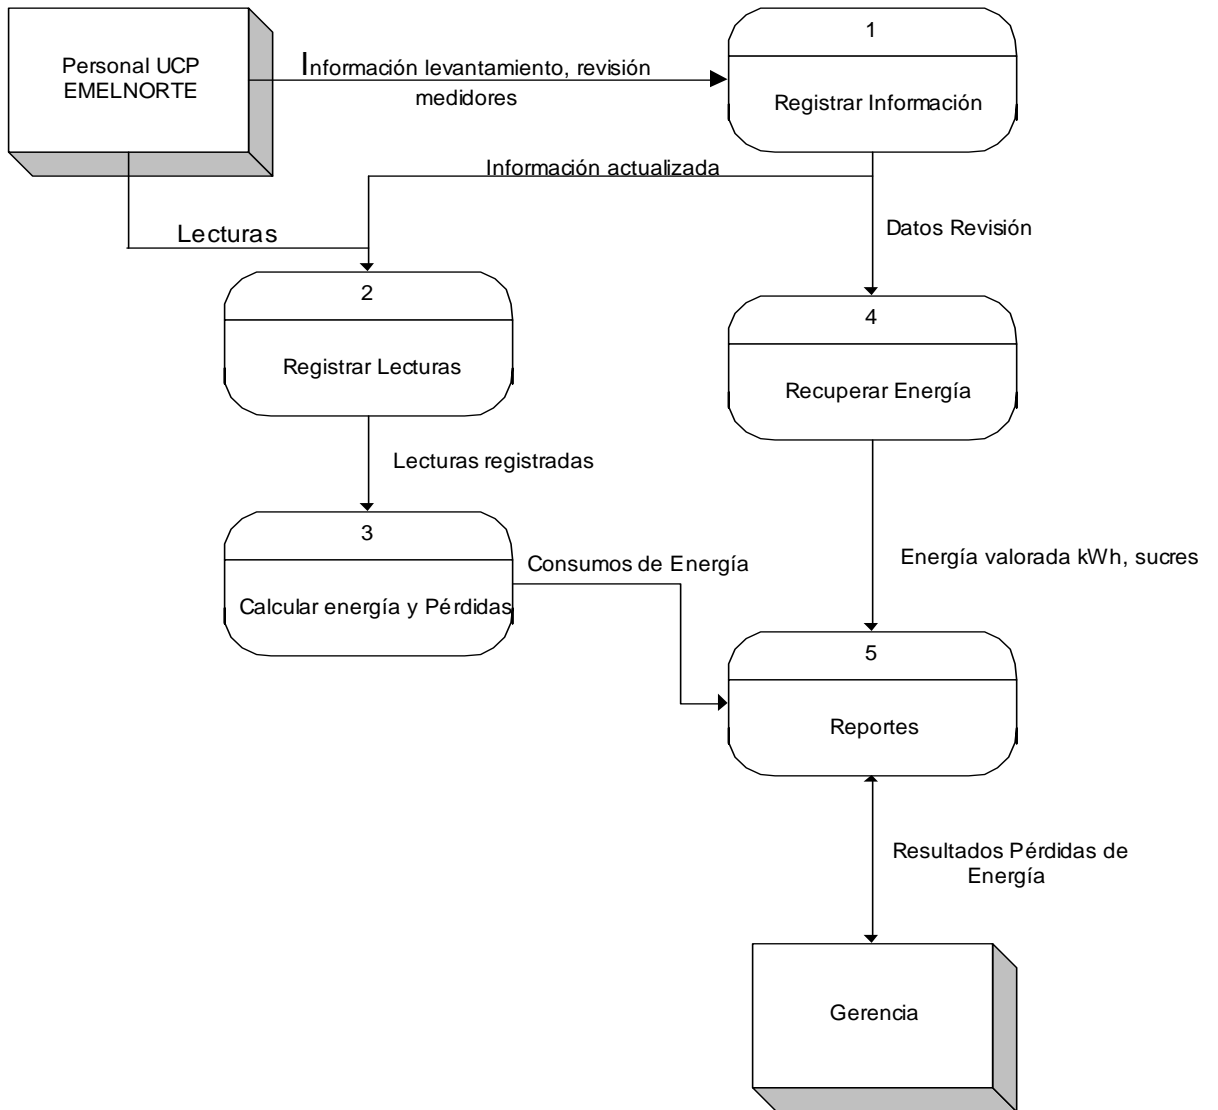 Personal UCP
EMELNORTE
Información levantamiento, revisión
medidores
1
Registrar Información
Información actualizada
Lecturas
Datos Revisión
2
Registrar Lecturas
4
Recuperar Energía
Lecturas registradas
3
Calcular energía y Pérdidas
Consumos de Energía
Energía valorada kWh, sucres
5
Reportes
Resultados Pérdidas de
Energía
Gerencia